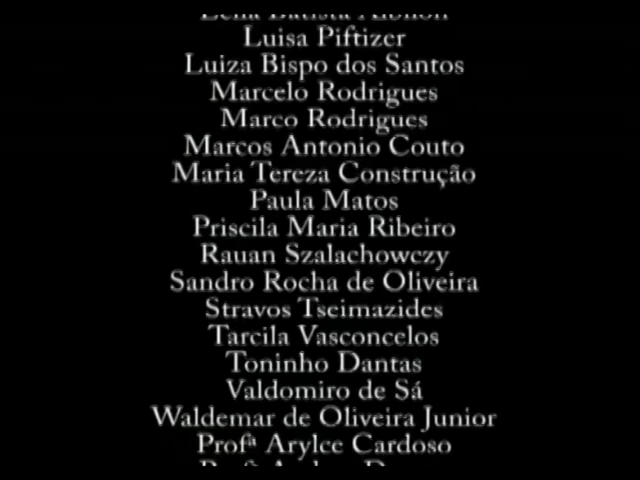 Luisa Piftizer
Luiza Bispo dos Santos
Marcelo Rodrigues
Marco Rodrigues
Marcos Antonio Couto
Maria Tereza Construção
Paula Matos
Priscila Maria Ribeiro
Rauan Szalachowczy
Sandro Rocha de Oliveira
Stravos Tseimazides
Tarcila Vasconcelos
Toninho Dantas
Valdomiro de Sá
Waldemar de Oliveira Junior
Profª Arylce Cardoso